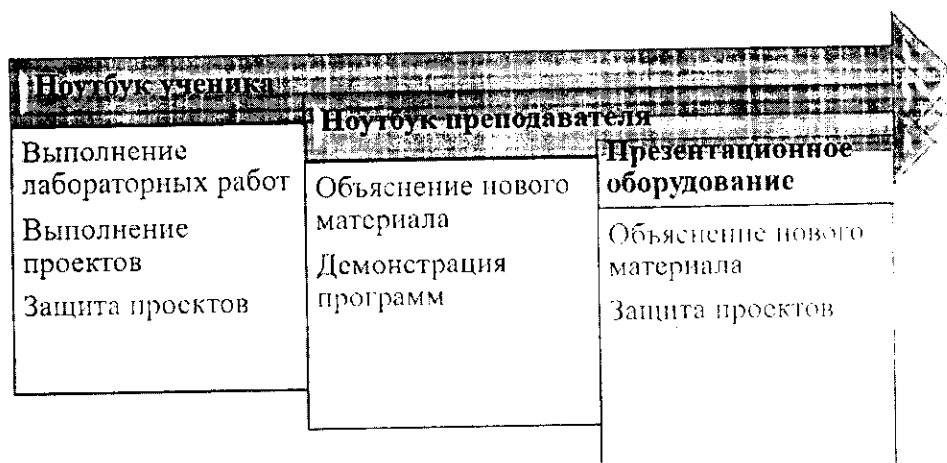 Ноутбук ученика
Выполнение
лабораторных работ
Выполнение
проектов
Защита проектов
Ноутбук преподавателя
Объяснение нового
материала
Демонстрация
программ
Презентационное
оборудование
Объяснение нового
материала
Защита проектов